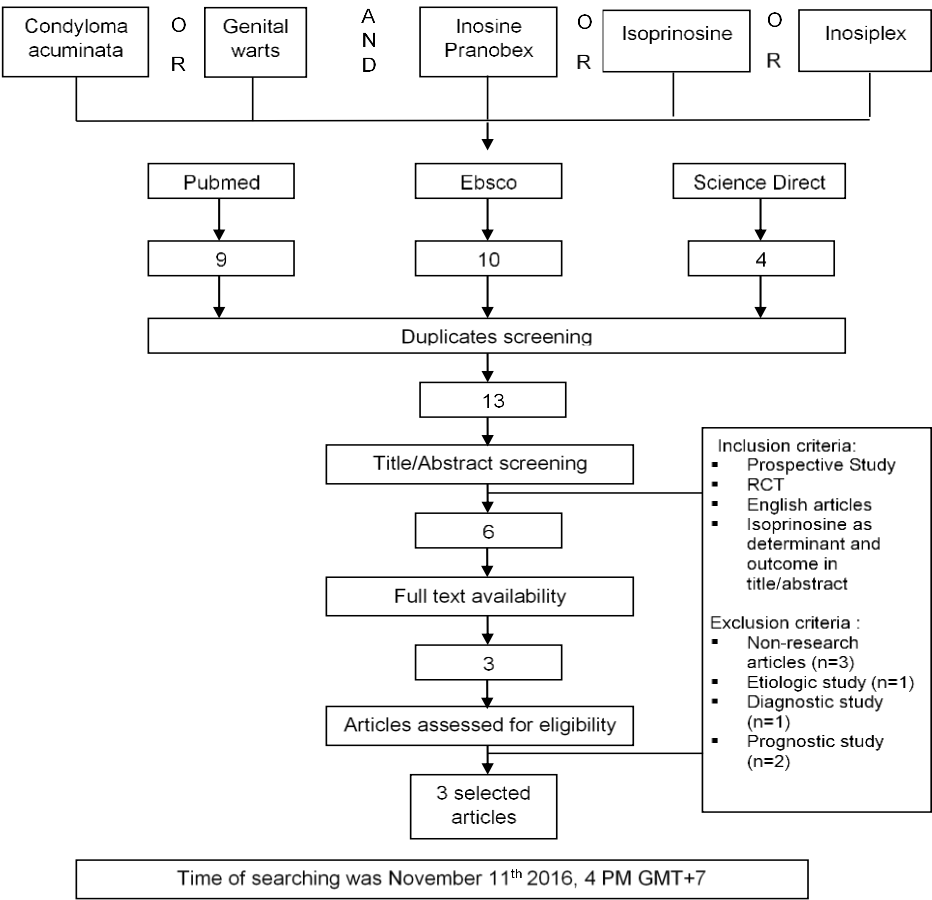 Condyloma
acuminata
O
R
Genital
warts
A
N
D
Inosine
Pranobex
O
R
Isoprinosine
O
R
Inosiplex
Pubmed
Ebsco
Science Direct
9
10
4
Duplicates screening
13
Title/Abstract screening
6
Full text availability
3
Articles assessed for eligibility
3 selected
articles
Inclusion criteria:
▪ Prospective Study
▪ RCT
▪ English articles
▪ Isoprinosine as
determinant and
outcome in
title/abstract
Exclusion criteria :
▪ Non-research
articles (n=3)
▪ Etiologic study (n=1)
▪ Diagnostic study
(n=1)
▪ Prognostic study
(n=2)
Time of searching was November 11th 2016, 4 PM GMT+7